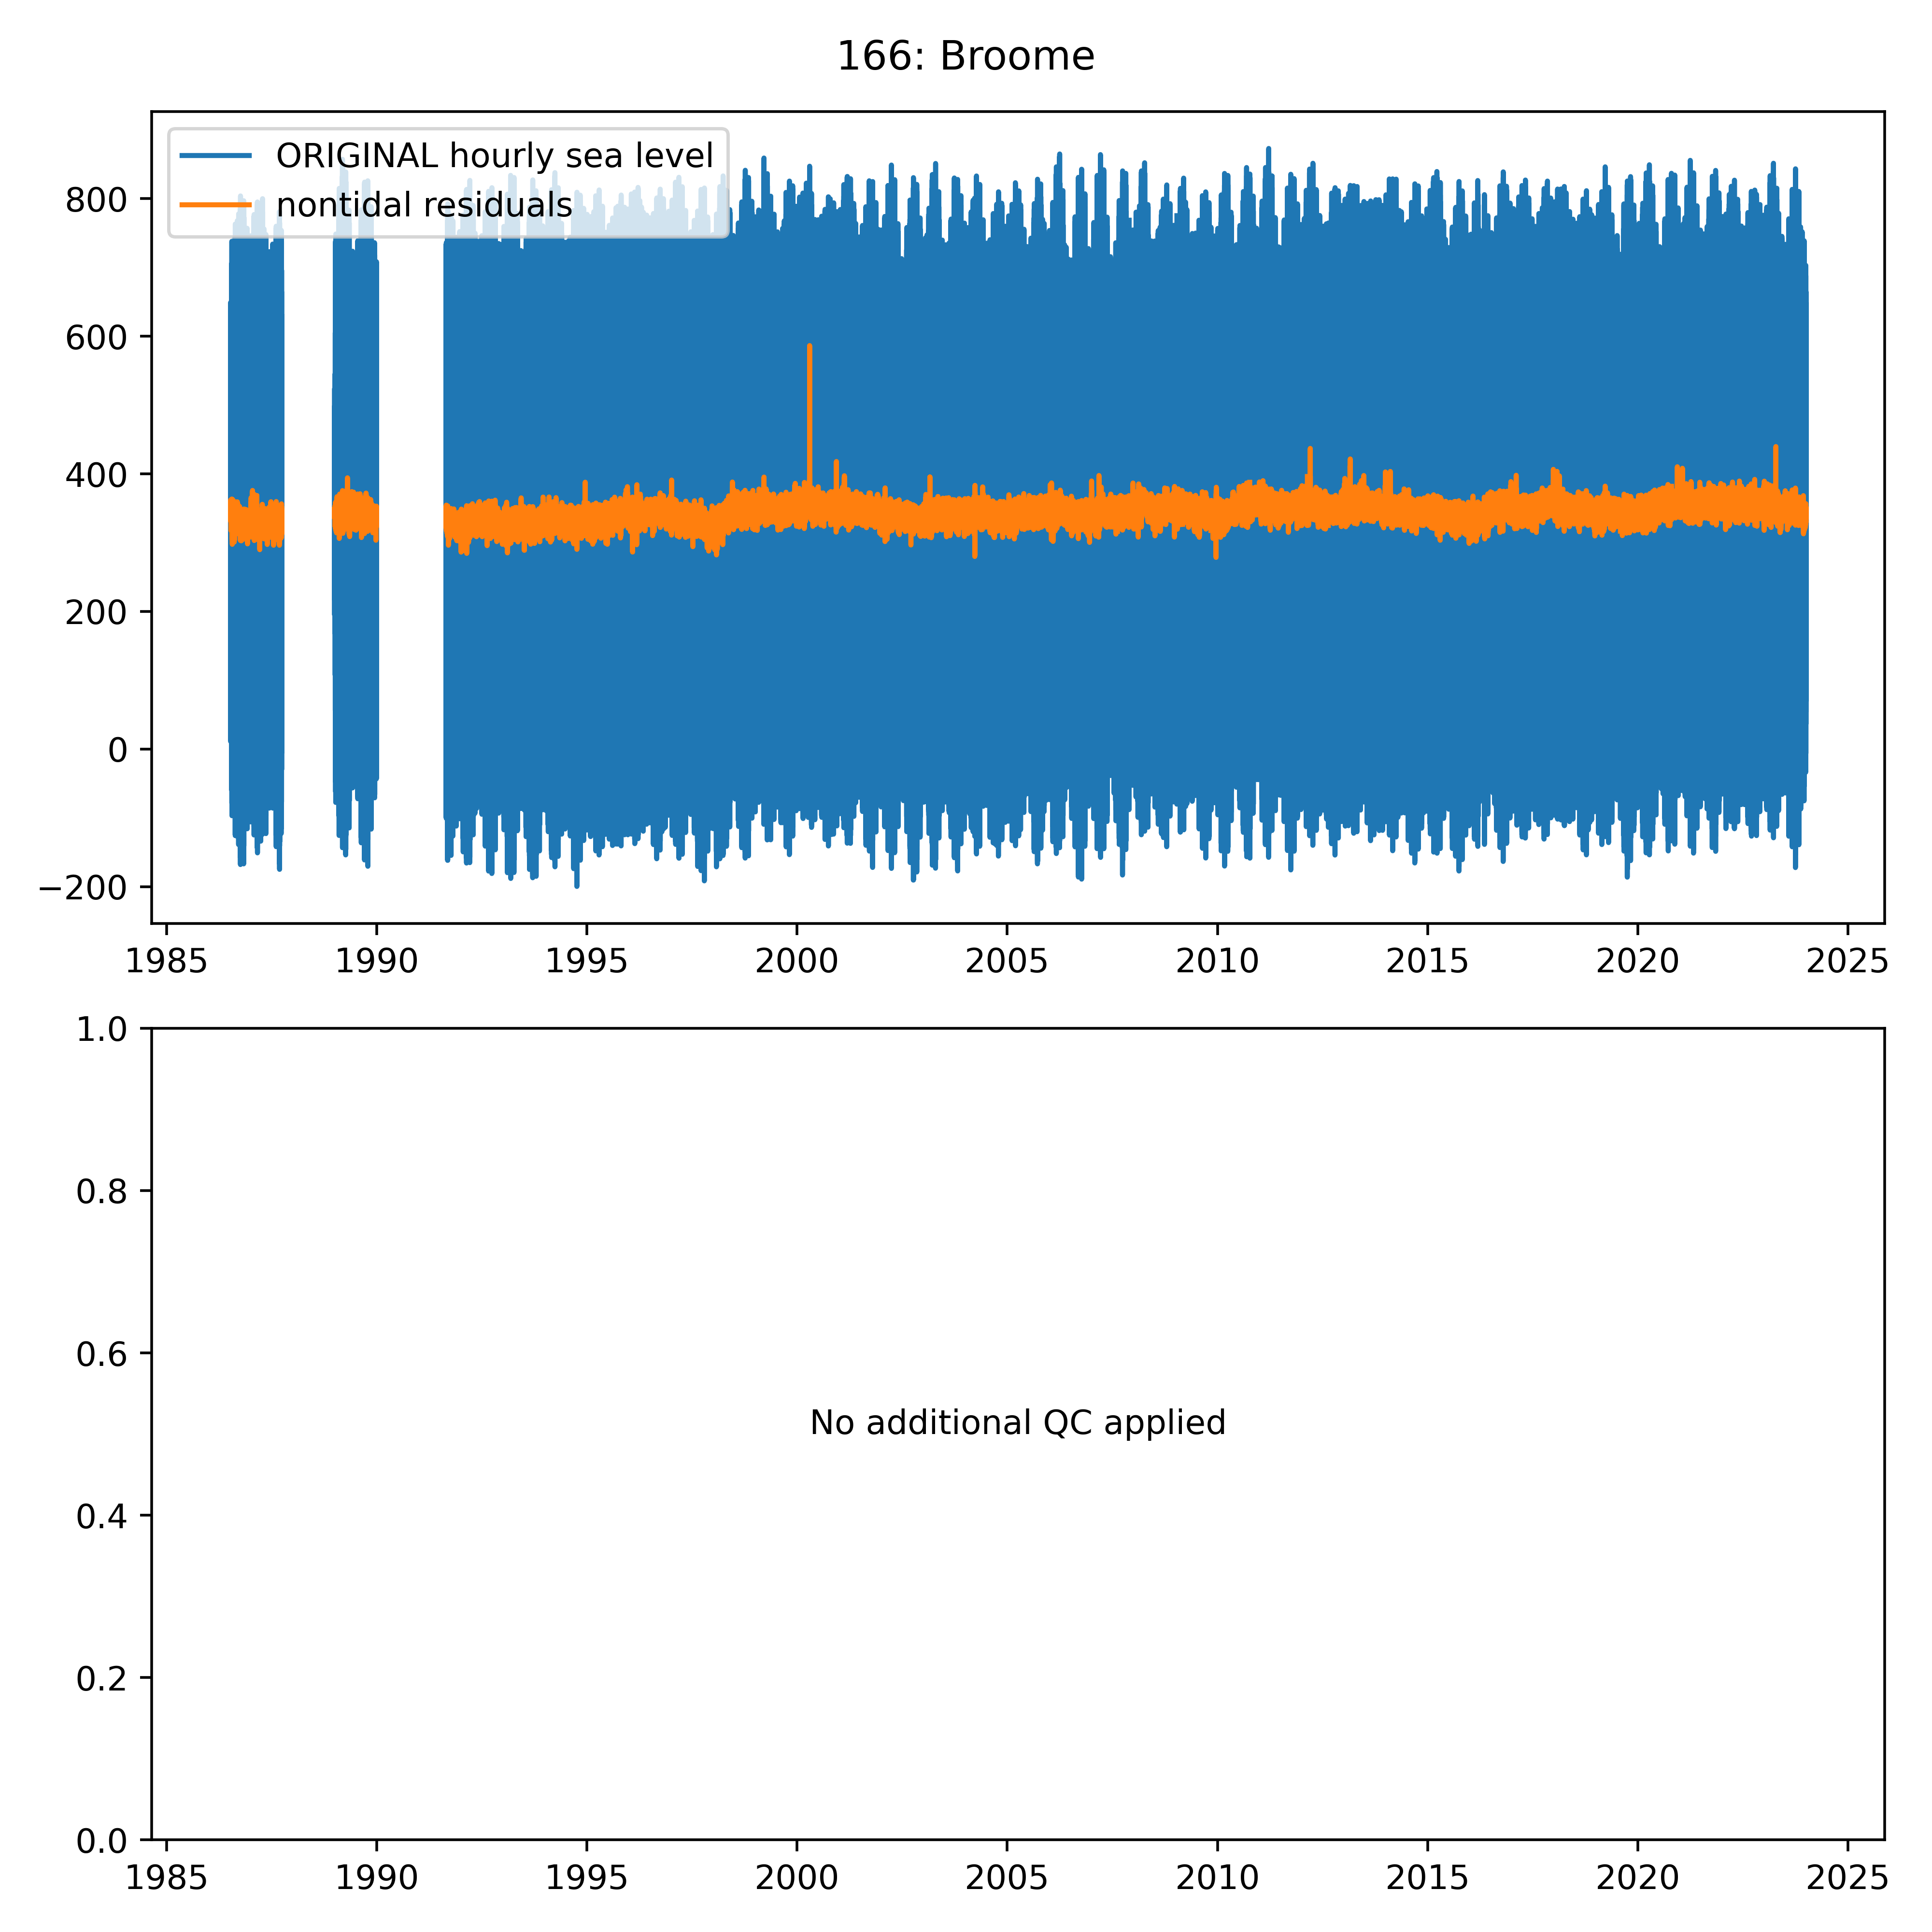 166: Broome
ORIGINAL hourly sea level
nontidal residuals
800
600
400
200
0
−200
1985 1990 1995 2000 2005 2010 2015 2020 2025
1.0
0.8
0.6
No additional QC applied
0.4
0.2
0.0
1985 1990 1995 2000 2005 2010 2015 2020 2025